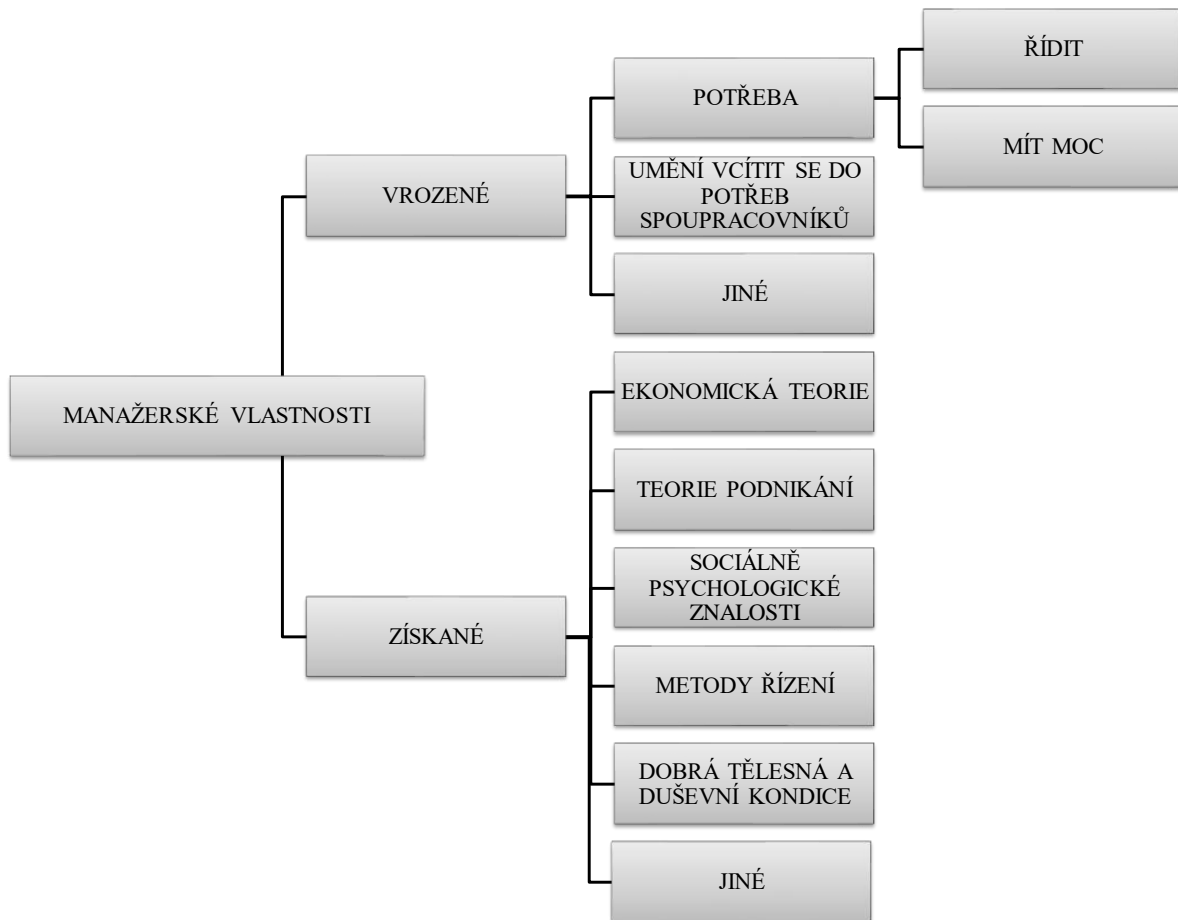 ŘÍDIT
POTŘEBA
MÍT MOC
UMĚNÍ VCÍTIT SE DO
POTŘEB
SPOUPRACOVNÍKŮ
VROZENÉ
JINÉ
MANAŽERSKÉ VLASTNOSTI
EKONOMICKÁ TEORIE
TEORIE PODNIKÁNÍ
SOCIÁLNĚ
PSYCHOLOGICKÉ
ZNALOSTI
ZÍSKANÉ
METODY ŘÍZENÍ
DOBRÁ TĚLESNÁ A
DUŠEVNÍ KONDICE
JINÉ